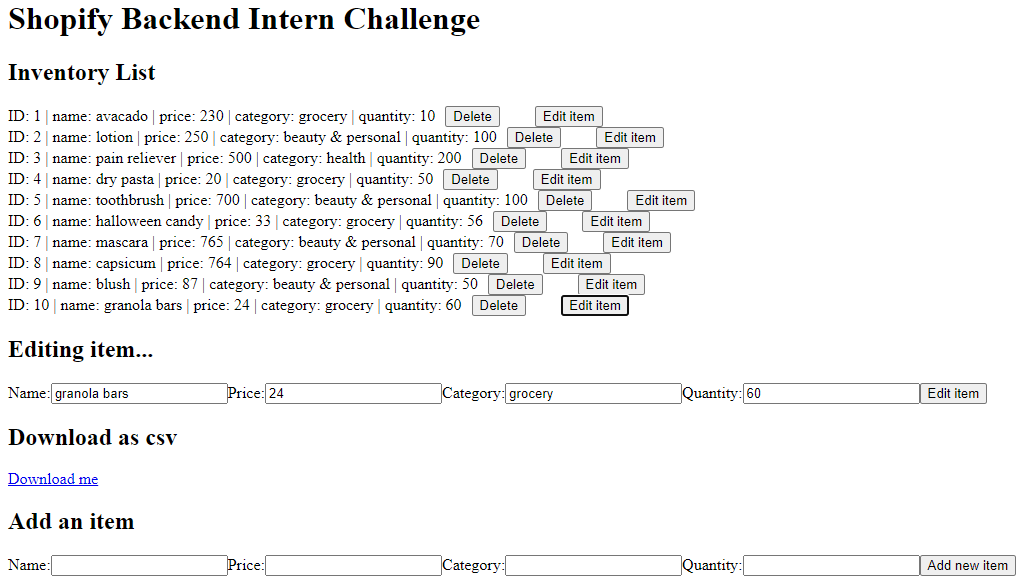 Shopify Backend Intern Challenge
Inventory List
ID: 1 | name: avacado | price: 230 | category: grocery | quantity: 10 Delete Edit item
ID: 2 | name: lotion | price: 250 | category: beauty & personal | quantity: 100 Delete Edit item
ID: 3 | name: pain reliever | price: 500 | category: health | quantity: 200 Delete Edit item
ID: 4 | name: dry pasta | price: 20 | category: grocery | quantity: 50 Delete Edit item
ID: 5 | name: toothbrush | price: 700 | category: beauty & personal | quantity: 100 Delete Edit item
ID: 6 | name: halloween candy | price: 33 | category: grocery | quantity: 56 Delete Edit item
ID: 7 | name: mascara | price: 765 | category: beauty & personal | quantity: 70 Delete Edit item
ID: 8 | name: capsicum | price: 764 | category: grocery | quantity: 90 Delete Edit item
ID: 9 | name: blush | price: 87 | category: beauty & personal | quantity: 50 Delete Edit item
ID: 10 | name: granola bars | price: 24 | category: grocery | quantity: 60 Delete Edit item
Editing item...
Name: granola bars Price: 24 Category: grocery Quantity: 60 Edit item
Download as csv
Download me
Add an item
Name: Price: Category: Quantity: Add new item